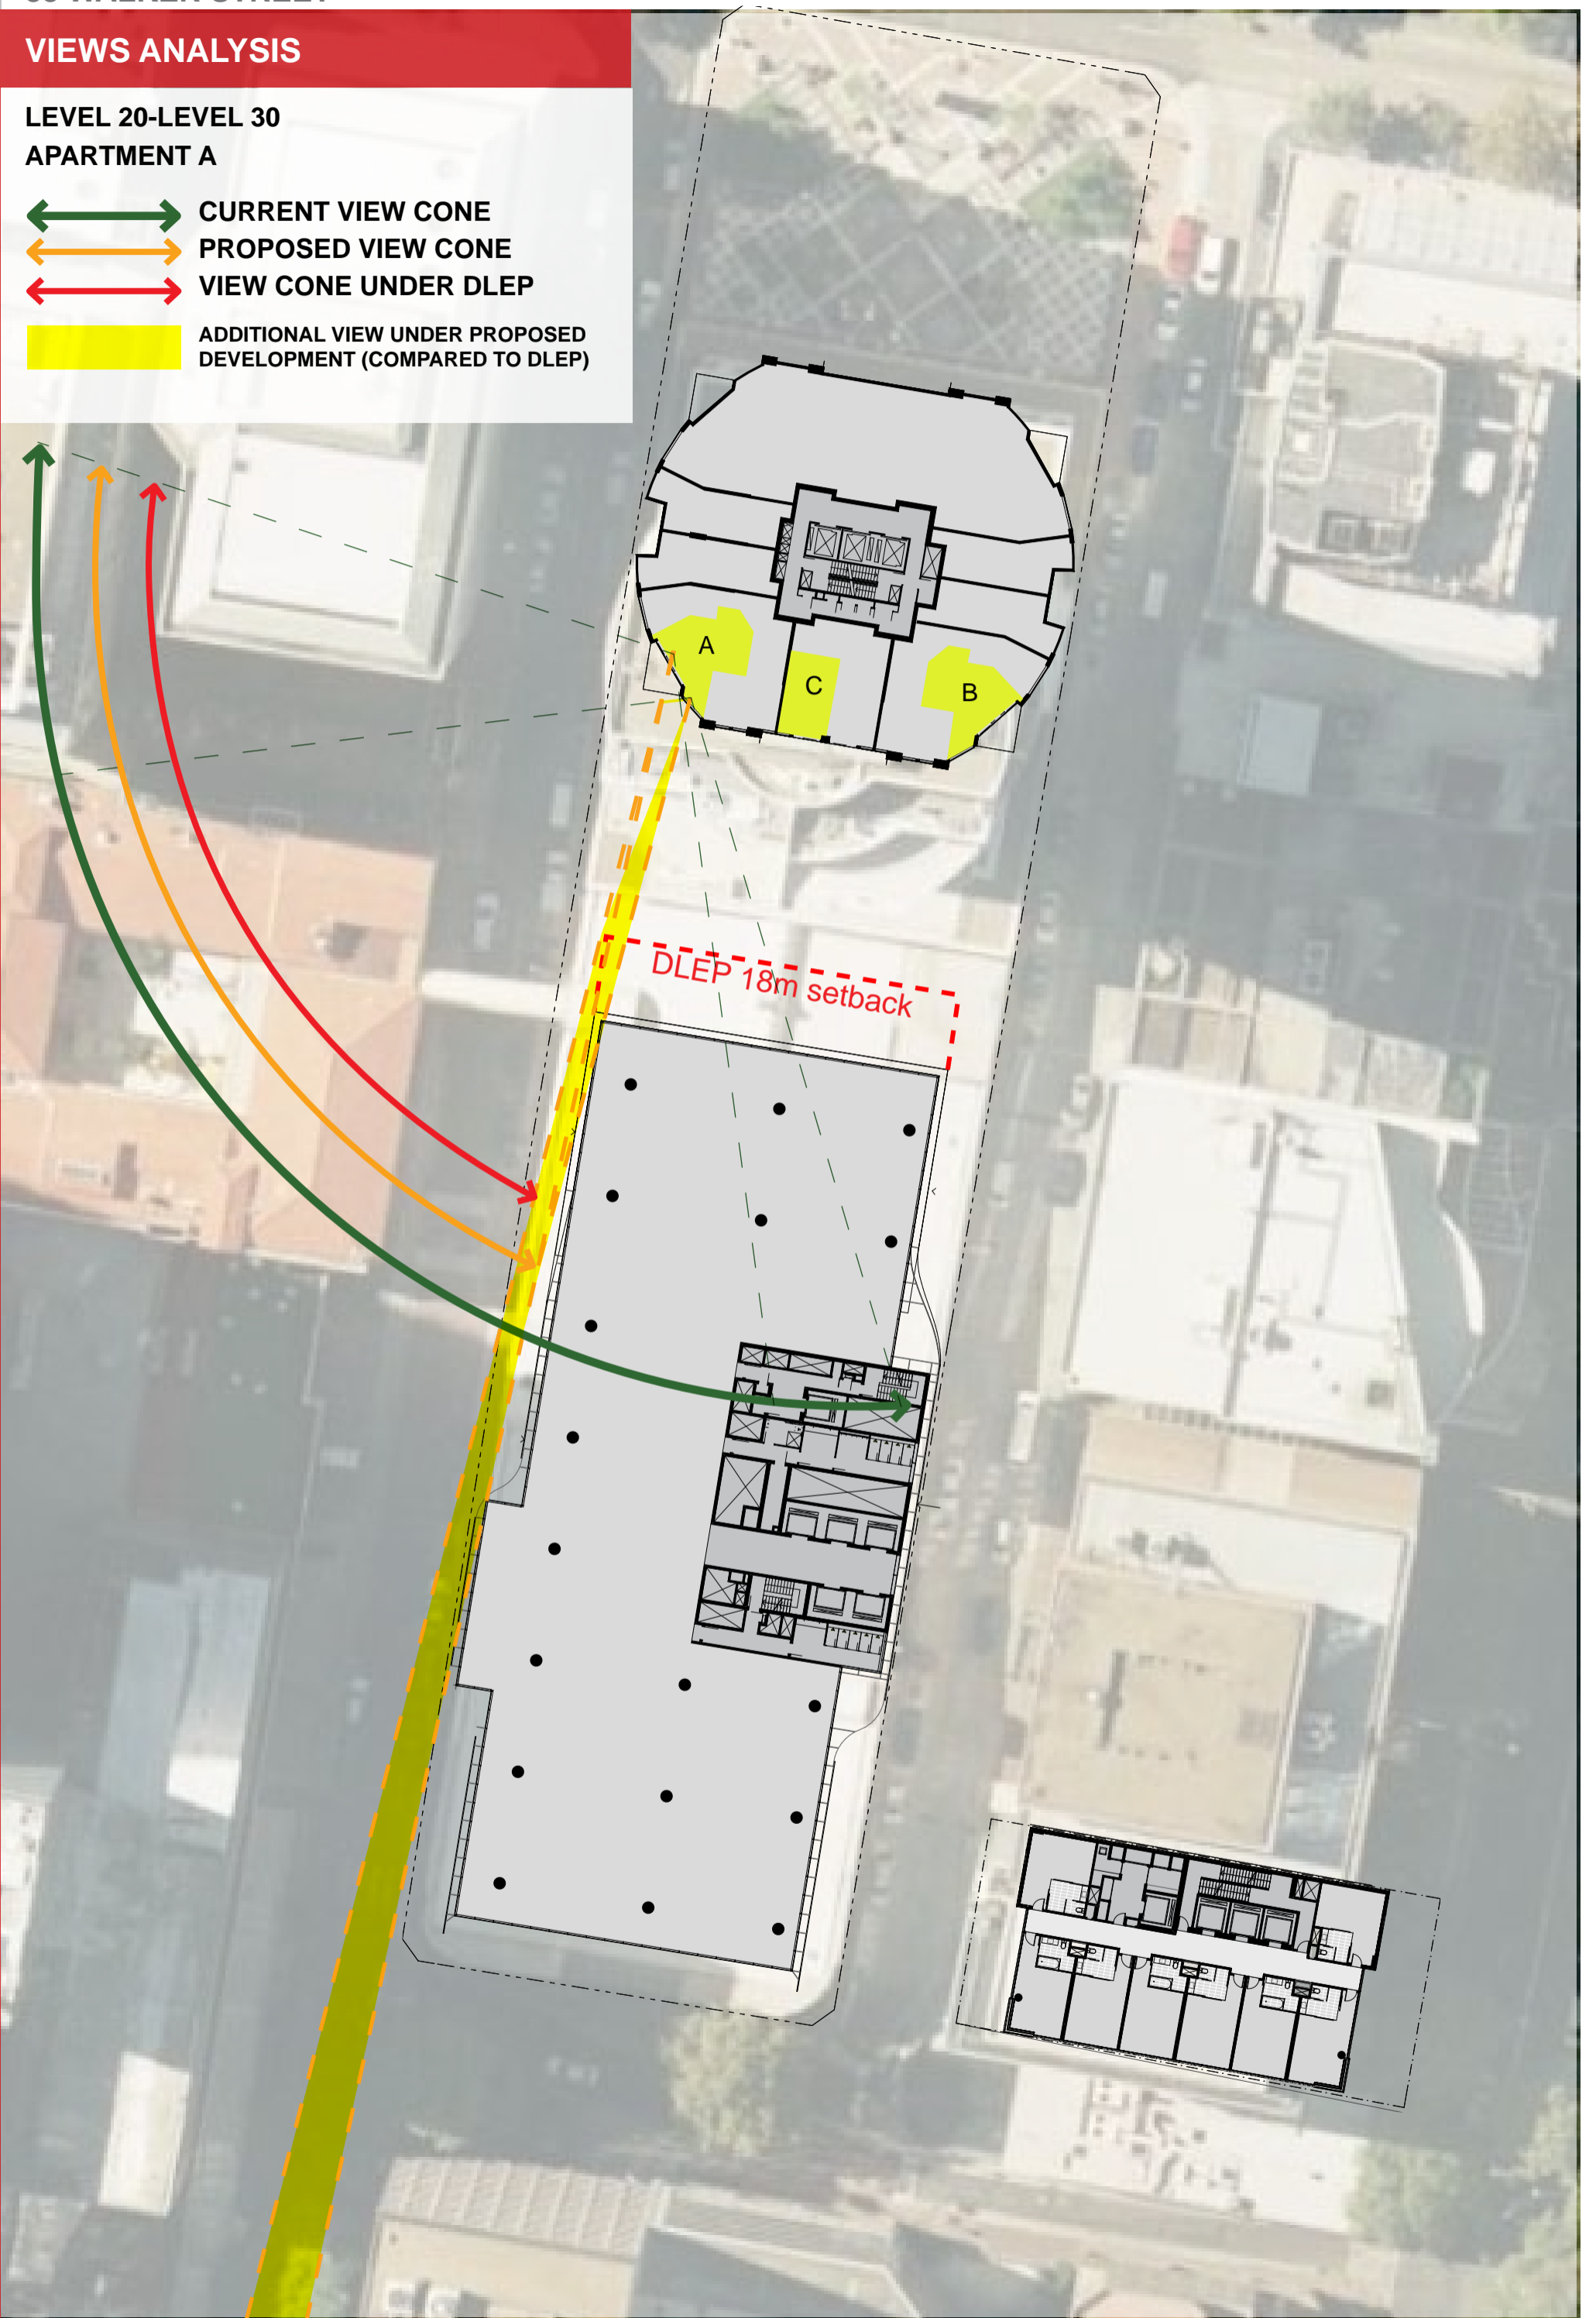 VIEWS ANALYSIS
LEVEL 20-LEVEL 30
APARTMENT A
CURRENT VIEW CONE
PROPOSED VIEW CONE
VIEW CONE UNDER DLEP
ADDITIONAL VIEW UNDER PROPOSED
DEVELOPMENT (COMPARED TO DLEP)
A
C
B
DLEP 18m setback